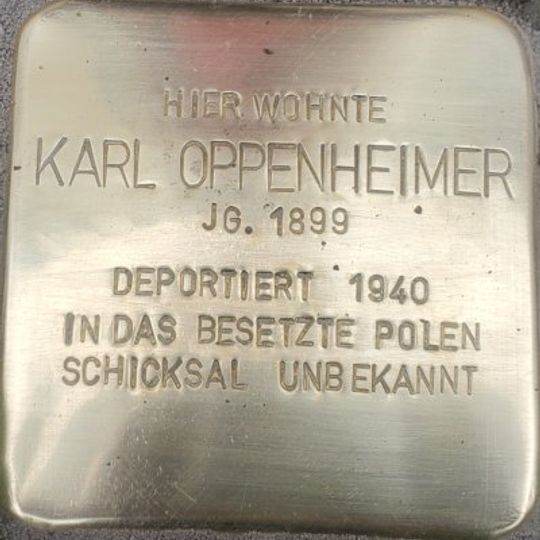 HIER WOHNTE
KARL OPPENHEIMER
JG. 1899
DEPORTIERT 1940
IN DAS BESETZTE POLEN
SCHICKSAL UNBEKANNT